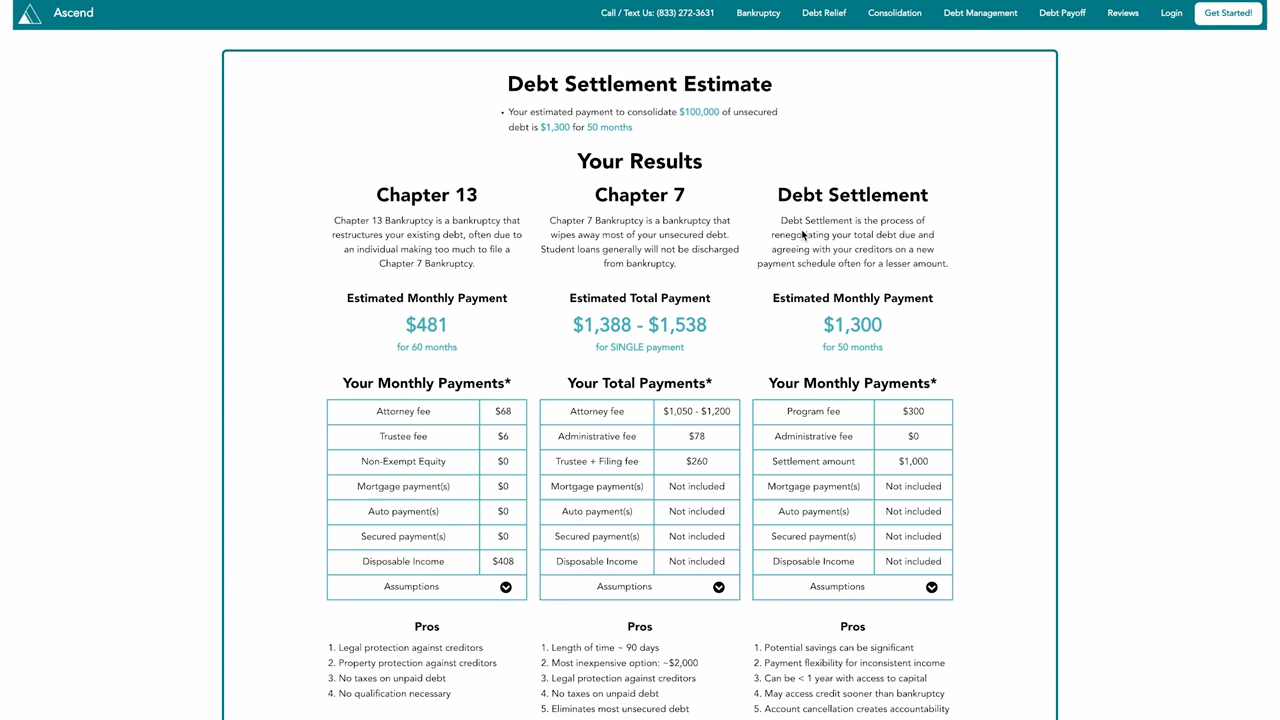 Ascend
Call / Text Us: (833) 272-3631 Bankruptcy Debt Relief Consolidation Debt Management Debt Payoff Reviews Login Get Started!
Debt Settlement Estimate
• Your estimated payment to consolidate $100,000 of unsecured
debt is $1,300 for 50 months
Your Results
Chapter 13
Chapter 13 Bankruptcy is a bankruptcy that
restructures your existing debt, often due to
an individual making too much to file a
Chapter 7 Bankruptcy.
Estimated Monthly Payment
$481
for 60 months
Your Monthly Payments*
Attorney fee $68
Trustee fee $6
Non-Exempt Equity $0
Mortgage payment(s) $0
Auto payment(s) $0
Secured payment(s) $0
Disposable Income $408
Assumptions
Pros
1. Legal protection against creditors
2. Property protection against creditors
3. No taxes on unpaid debt
4. No qualification necessary
Chapter 7
Chapter 7 Bankruptcy is a bankruptcy that
wipes away most of your unsecured debt.
Student loans generally will not be discharged
from bankruptcy.
Estimated Total Payment
$1,388 - $1,538
for SINGLE payment
Your Total Payments*
Attorney fee $1,050 - $1,200
Administrative fee $78
Trustee + Filing fee $260
Mortgage payment(s) Not included
Auto payment(s) Not included
Secured payment(s) Not included
Disposable Income Not included
Assumptions
Pros
1. Length of time ~ 90 days
2. Most inexpensive option: ~$2,000
3. Legal protection against creditors
4. No taxes on unpaid debt
5. Eliminates most unsecured debt
Debt Settlement
Debt Settlement is the process of
renegotiating your total debt due and
agreeing with your creditors on a new
payment schedule often for a lesser amount.
Estimated Monthly Payment
$1,300
for 50 months
Your Monthly Payments*
Program fee $300
Administrative fee $0
Settlement amount $1,000
Mortgage payment(s) Not included
Auto payment(s) Not included
Secured payment(s) Not included
Disposable Income Not included
Assumptions
Pros
1. Potential savings can be significant
2. Payment flexibility for inconsistent income
3. Can be < 1 year with access to capital
4. May access credit sooner than bankruptcy
5. Account cancellation creates accountability